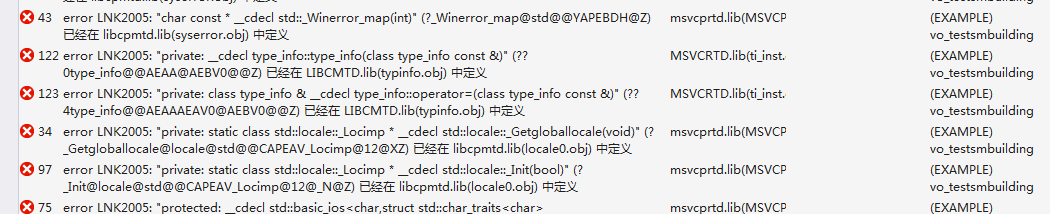 43 error LNK2005: "char const * __cdecl std::_Winerror_map(int)" (?_Winerror_map@std@@YAPEBDH@Z) msvcprtd.lib(MSVCP (EXAMPLE)
已经在 libcpmtd.lib(syserror.obj) 中定义 vo_testsmbuilding
122 error LNK2005: "private: __cdecl type_info::type_info(class type_info const &)" (?? MSVCRTD.lib(ti_inst. (EXAMPLE)
0type_info@@AEAA@AEBV0@@Z) 已经在 LIBCMTD.lib(typinfo.obj) 中定义 vo_testsmbuilding
123 error LNK2005: "private: class type_info & __cdecl type_info::operator=(class type_info const &)" (?? MSVCRTD.lib(ti_inst. (EXAMPLE)
4type_info@@AEAAAEAV0@AEBV0@@Z) 已经在 LIBCMTD.lib(typinfo.obj) 中定义 vo_testsmbuilding
34 error LNK2005: "private: static class std::locale::_Locimp * __cdecl std::locale::_Getgloballocale(void)" (? msvcprtd.lib(MSVCP (EXAMPLE)
_Getgloballocale@locale@std@@CAPEAV_Locimp@12@XZ) 已经在 libcpmtd.lib(locale0.obj) 中定义 vo_testsmbuilding
97 error LNK2005: "private: static class std::locale::_Locimp * __cdecl std::locale::_Init(bool)" (? msvcprtd.lib(MSVCP (EXAMPLE)
_Init@locale@std@@CAPEAV_Locimp@12@_N@Z) 已经在 libcpmtd.lib(locale0.obj) 中定义 vo_testsmbuilding
75 error LNK2005: "protected: __cdecl std::basic_ios<char,struct std::char_traits<char> msvcprtd.lib(MSVCP (EXAMPLE)